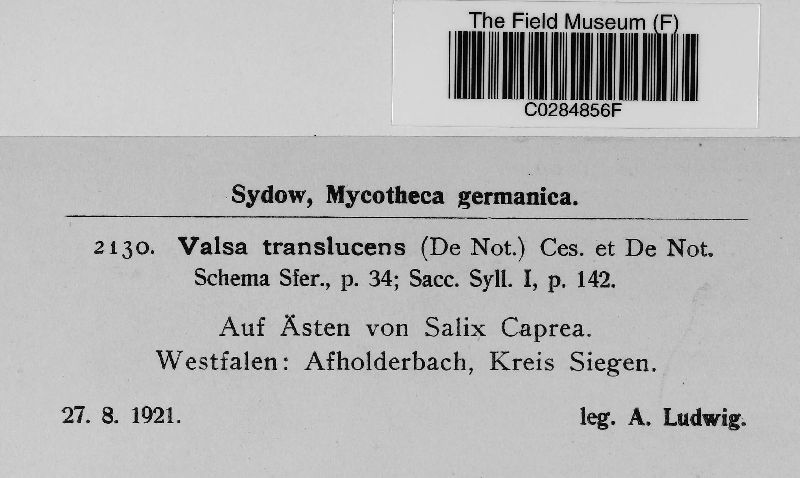 The Field Museum (F)
C0284856F
Sydow, Mycotheca germanica.
2130. Valsa translucens (De Not.) Ces. et De Not.
Schema Sfer., p. 34; Sacc. Syll. I, p. 142.
Auf Ästen von Salix Caprea.
Westfalen: Afholderbach, Kreis Siegen.
27. 8. 1921. leg. A. Ludwig.